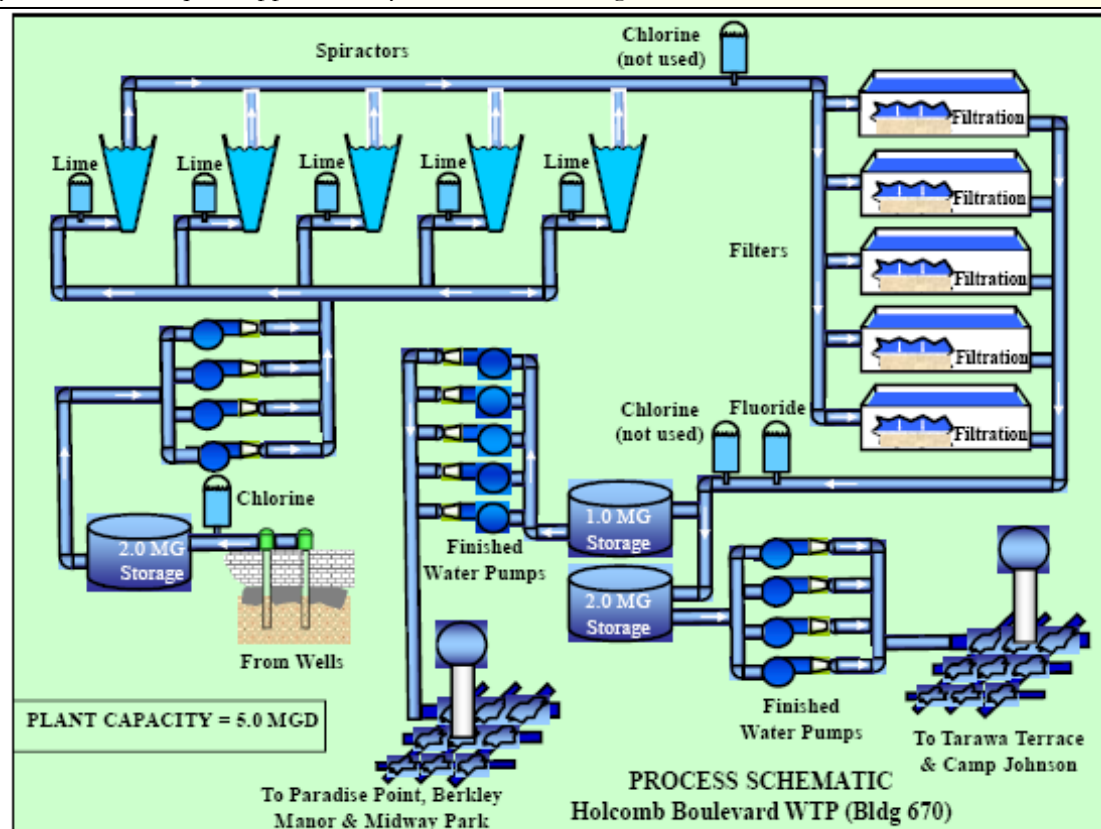 Spiractors
Chlorine
(not used)
Lime
Lime
Lime
Lime
Lime
Filtration
Filtration
Filtration
Filtration
Filtration
Filters
Chlorine
(not used)
Fluoride
Chlorine
2.0 MG
Storage
From Wells
Finished
Water Pumps
1.0 MG
Storage
2.0 MG
Storage
Finished
Water Pumps
PLANT CAPACITY = 5.0 MGD
To Paradise Point, Berkley
Manor & Midway Park
To Tarawa Terrace
& Camp Johnson
PROCESS SCHEMATIC
Holcomb Boulevard WTP (Bldg 670)